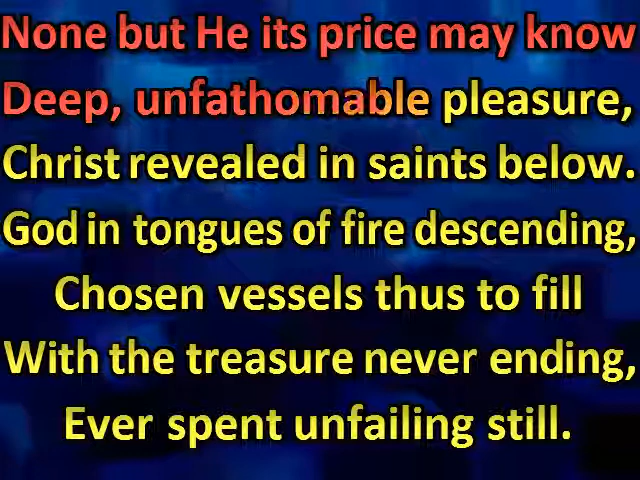 None but He its price may know
Deep, unfathomable pleasure,
Christ revealed in saints below.
God in tongues of fire descending,
Chosen vessels thus to fill
With the treasure never ending,
Ever spent unfailing still.